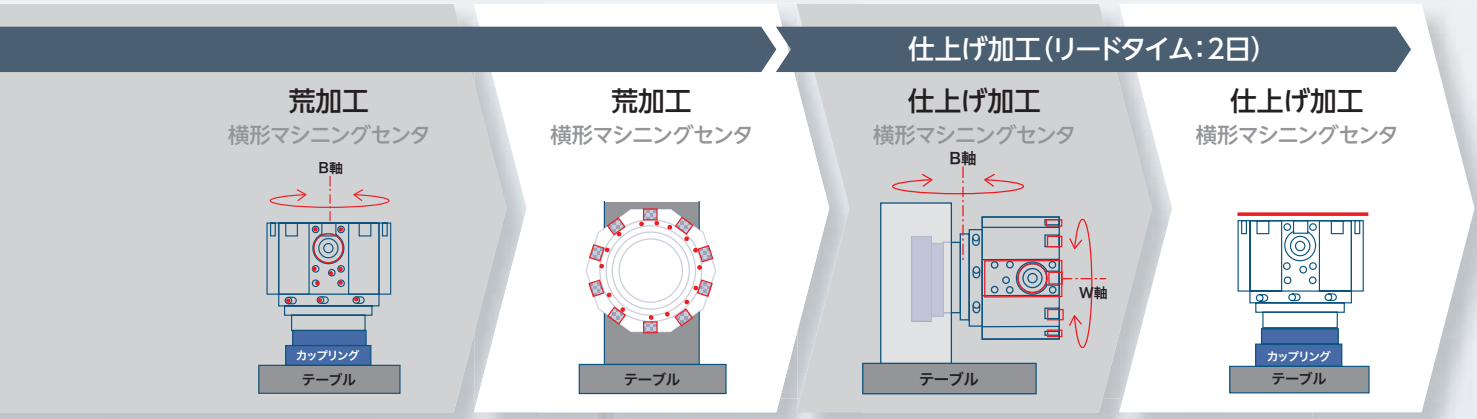 仕上げ加工（リードタイム：2日）
荒加工
横形マシニングセンタ
B軸
カップリング
テーブル
荒加工
横形マシニングセンタ
テーブル
仕上げ加工
横形マシニングセンタ
B軸
W軸
テーブル
仕上げ加工
横形マシニングセンタ
カップリング
テーブル